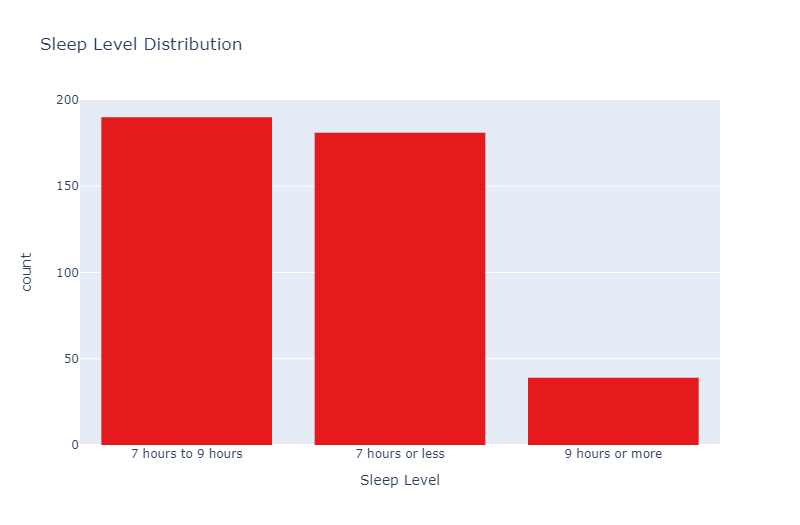 Sleep Level Distribution
200
150
100
50
0
count
7 hours to 9 hours
7 hours or less
9 hours or more
Sleep Level